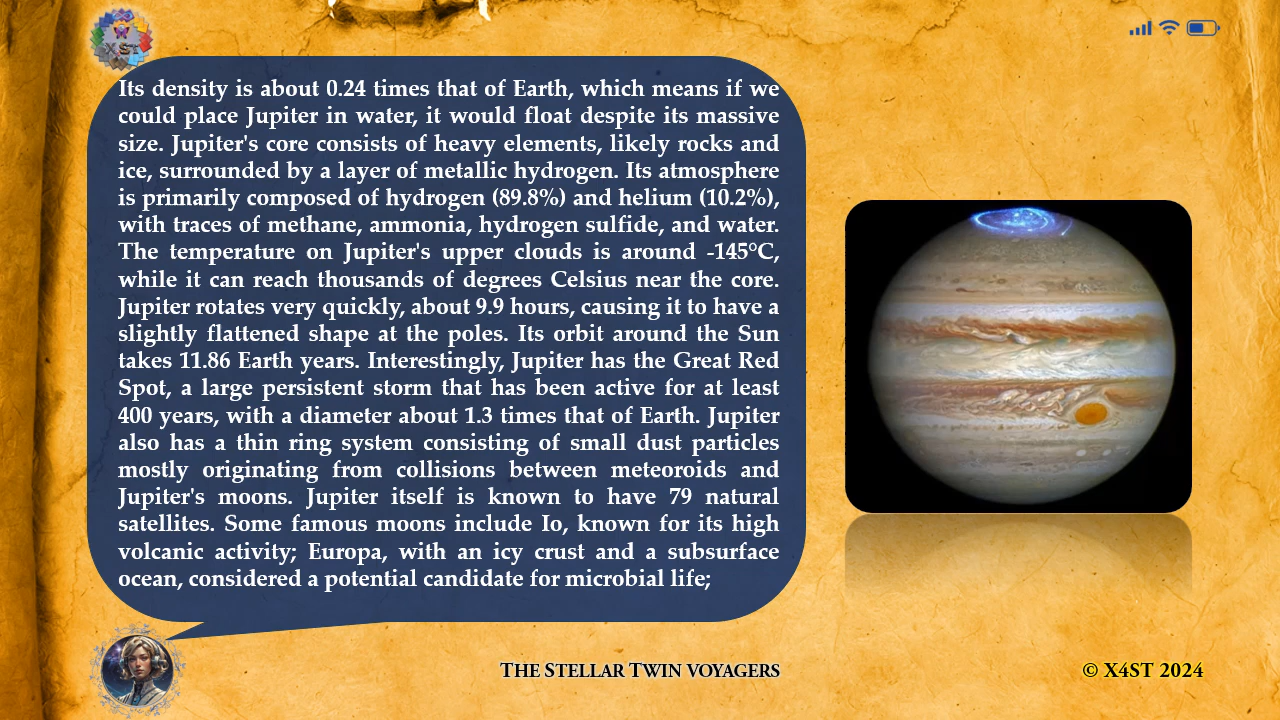 X4ST
Its density is about 0.24 times that of Earth, which means if we
could place Jupiter in water, it would float despite its massive
size. Jupiter's core consists of heavy elements, likely rocks and
ice, surrounded by a layer of metallic hydrogen. Its atmosphere
is primarily composed of hydrogen (89.8%) and helium (10.2%),
with traces of methane, ammonia, hydrogen sulfide, and water.
The temperature on Jupiter's upper clouds is around -145°C,
while it can reach thousands of degrees Celsius near the core.
Jupiter rotates very quickly, about 9.9 hours, causing it to have a
slightly flattened shape at the poles. Its orbit around the Sun
takes 11.86 Earth years. Interestingly, Jupiter has the Great Red
Spot, a large persistent storm that has been active for at least
400 years, with a diameter about 1.3 times that of Earth. Jupiter
also has a thin ring system consisting of small dust particles
mostly originating from collisions between meteoroids and
Jupiter's moons. Jupiter itself is known to have 79 natural
satellites. Some famous moons include Io, known for its high
volcanic activity; Europa, with an icy crust and a subsurface
ocean, considered a potential candidate for microbial life;
THE STELLAR TWIN VOYAGERS
© X4ST 2024